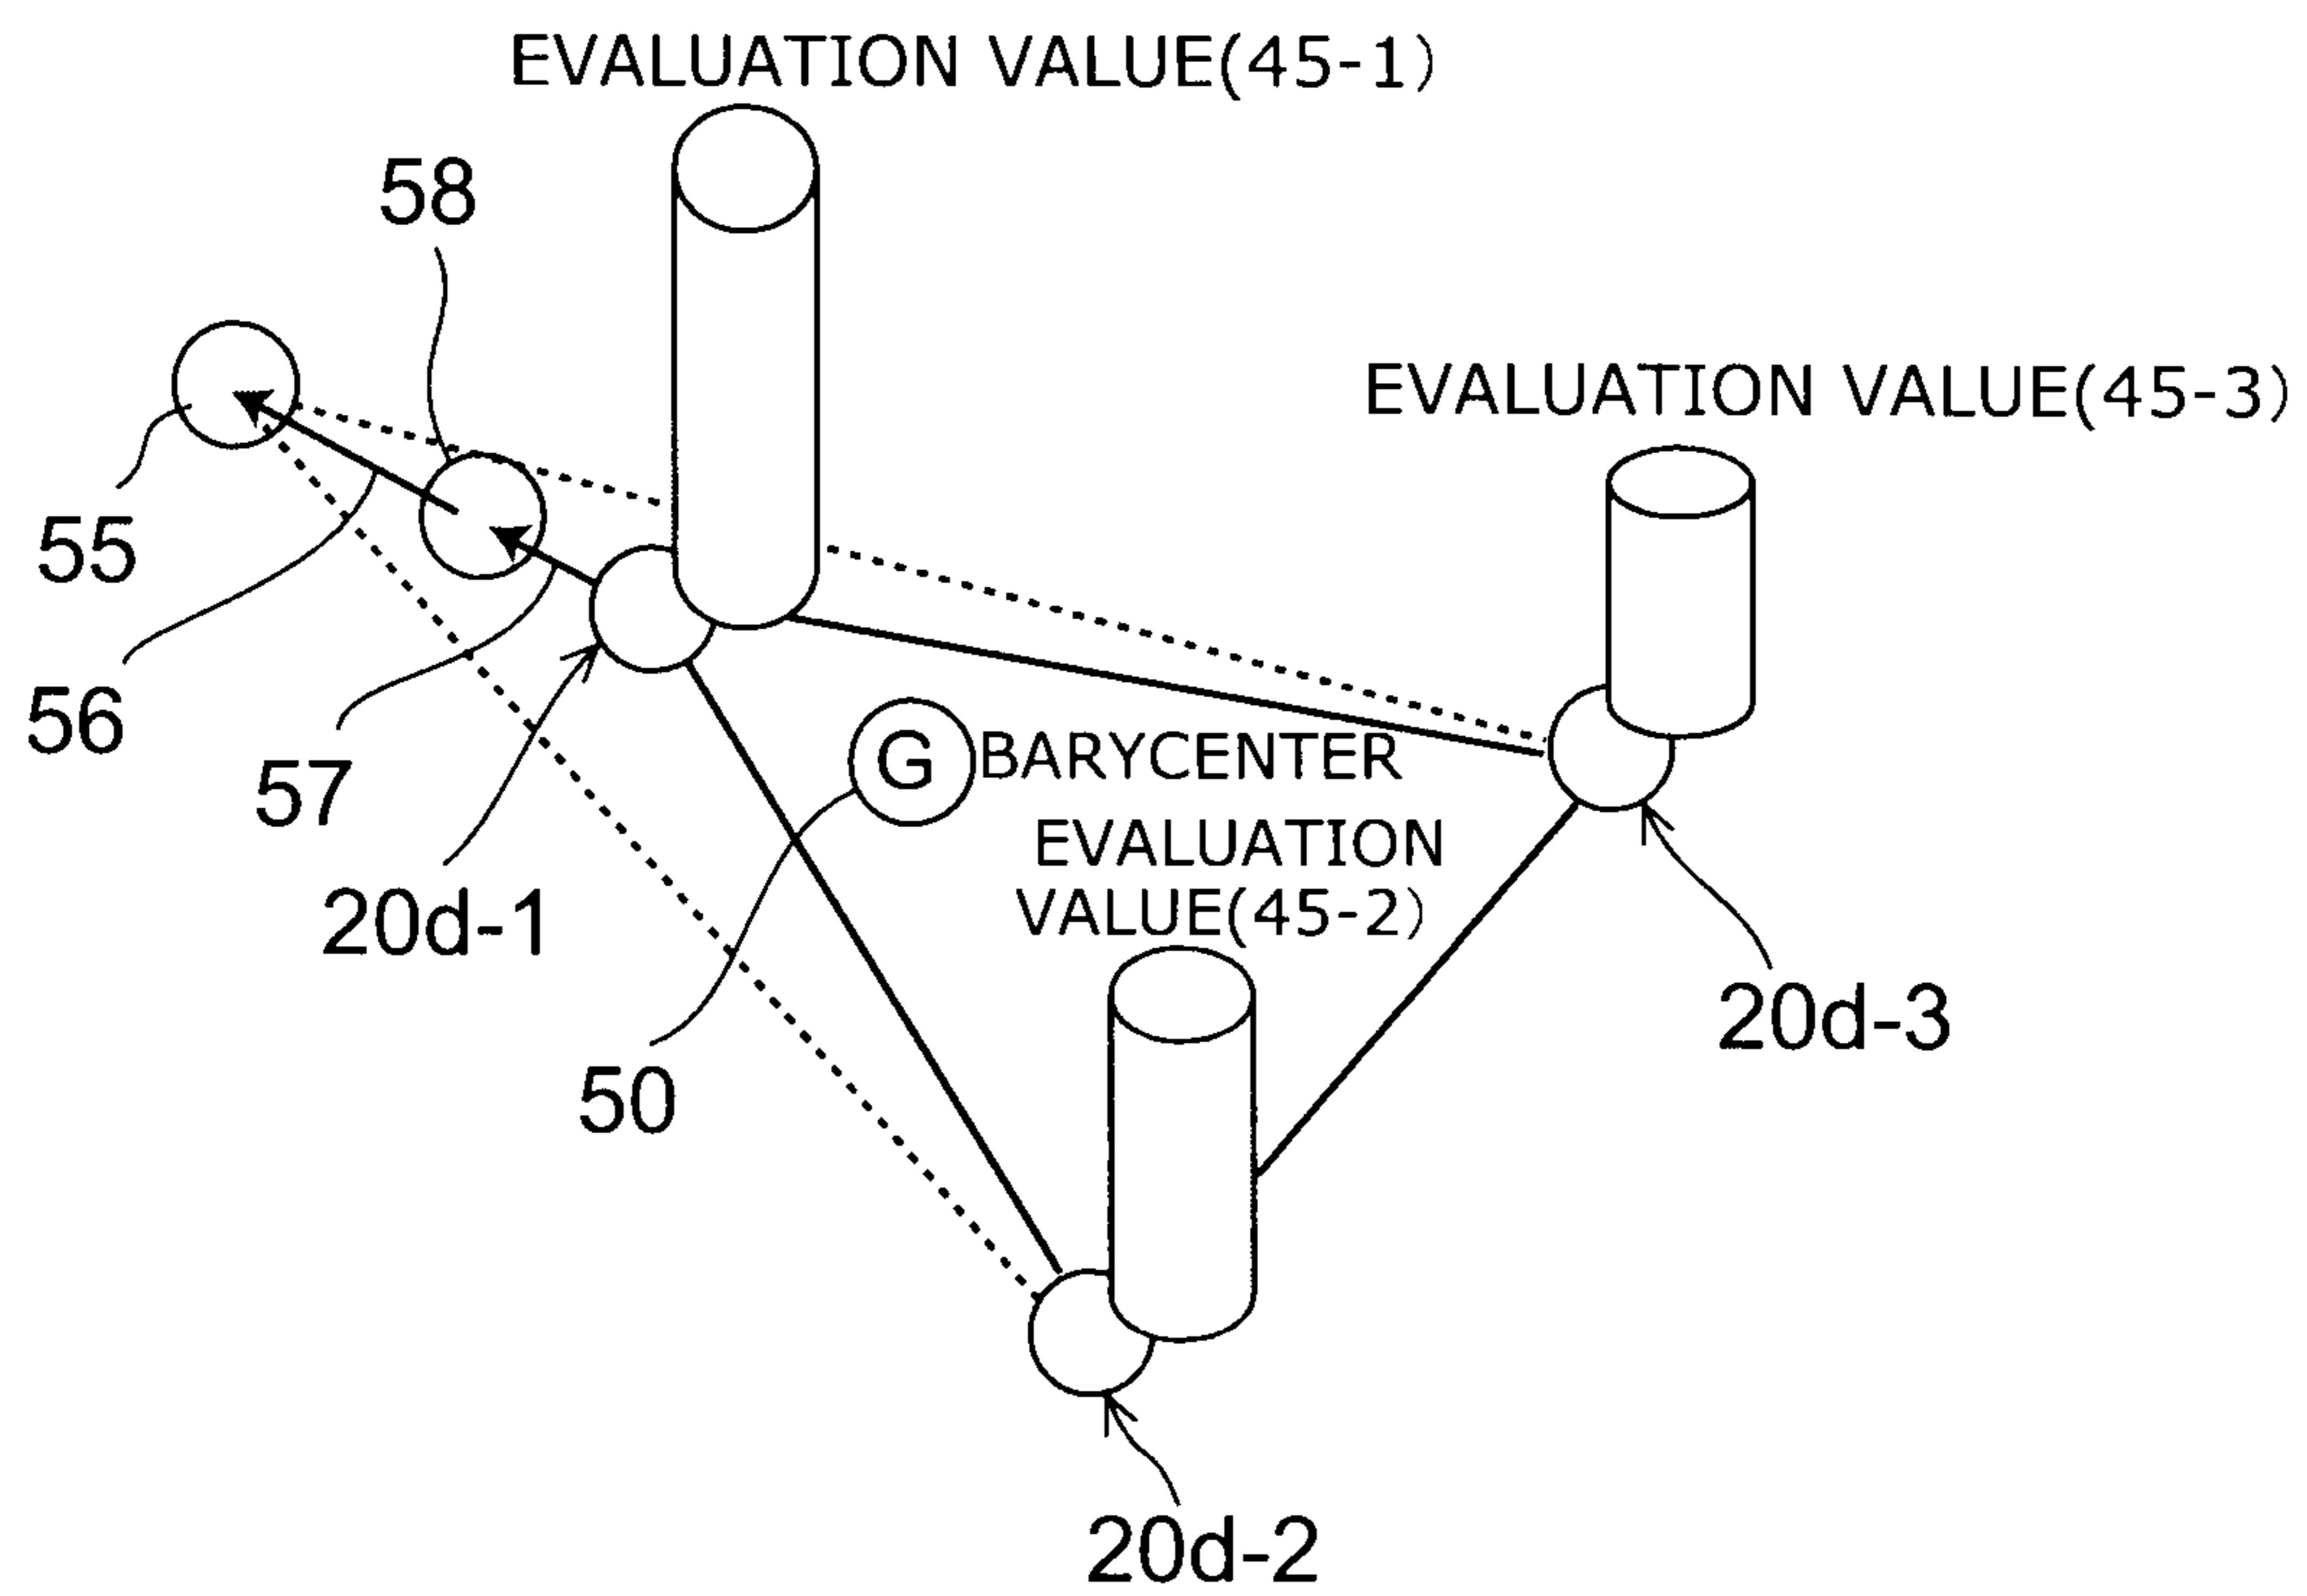 EVALUATION VALUE(45-1)
58
EVALUATION VALUE(45-3)
55
56
57
G BARYCENTER
EVALUATION
VALUE(45-2)
20d-1
20d-3
50
20d-2